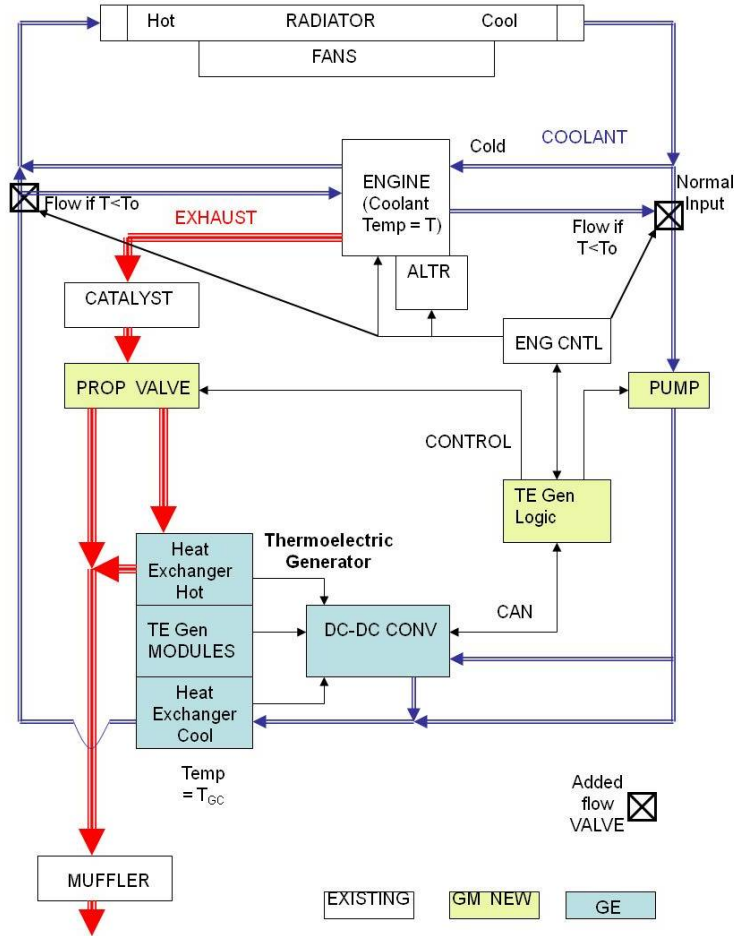 Hot RADIATOR Cool
FANS
COOLANT
Cold
ENGINE
(Coolant
Temp = T)
Normal
Input
Flow if T<To
EXHAUST
Flow if
T<To
ALTR
CATALYST
ENG CNTL
PROP VALVE
PUMP
CONTROL
TE Gen
Logic
Thermoelectric
Generator
Heat
Exchanger
Hot
CAN
TE Gen
MODULES
DC-DC CONV
Heat
Exchanger
Cool
Temp
= TGC
Added
flow
VALVE
MUFFLER
EXISTING
GM NEW
GE